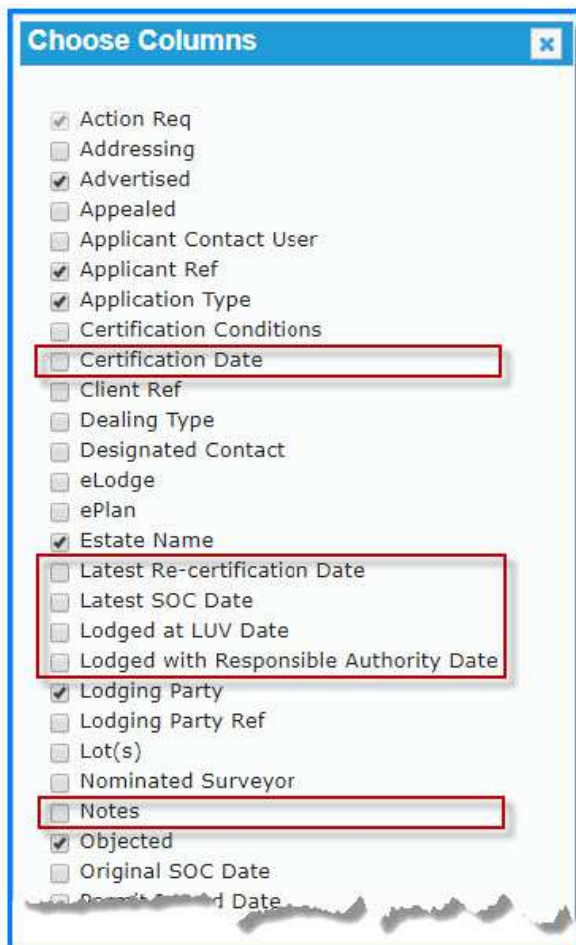 Choose Columns
Action Req
Addressing
Advertised
Appealed
Applicant Contact User
Applicant Ref
Application Type
Certification Conditions
Certification Date
Client Ref
Dealing Type
Designated Contact
eLodge
ePlan
Estate Name
Latest Re-certification Date
Latest SOC Date
Lodged at LUV Date
Lodged with Responsible Authority Date
Lodging Party
Lodging Party Ref
Lot(s)
Nominated Surveyor
Notes
Objected
Original SOC Date
Date